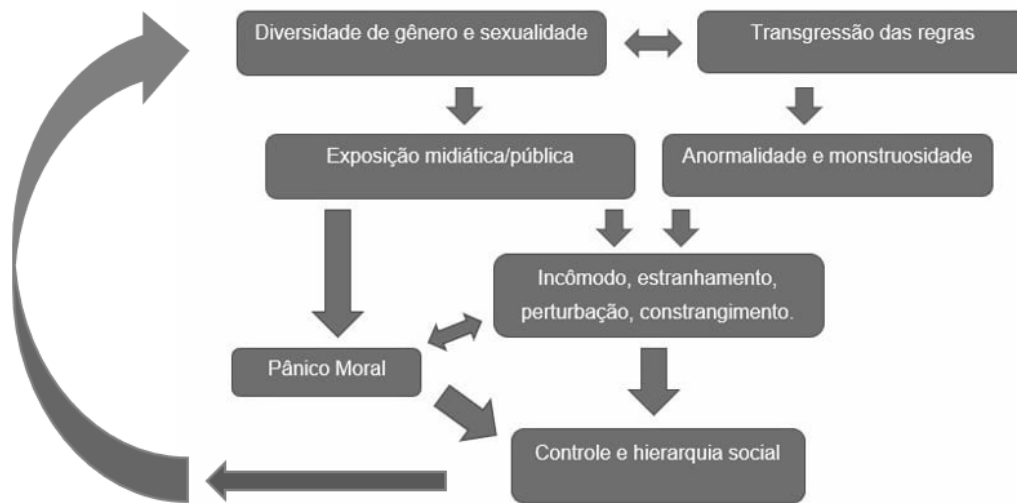 Diversidade de gênero e sexualidade
Transgressão das regras
Exposição midiática/pública
Anormalidade e monstruosidade
Incômodo, estranhamento,
perturbação, constrangimento.
Pânico Moral
Controle e hierarquia social